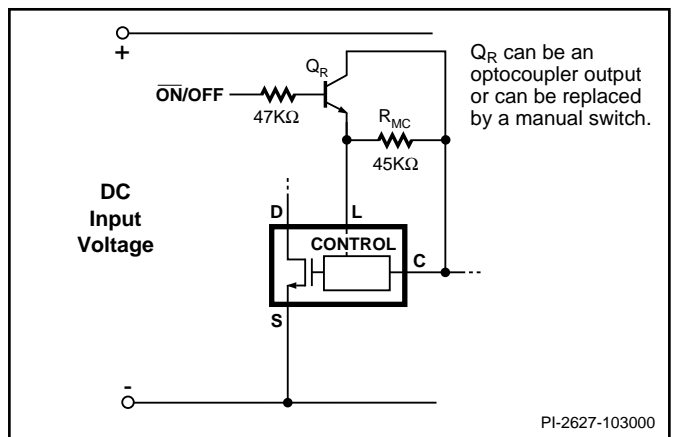 +
Q_R
Q_R can be an
optocoupler output
or can be replaced
by a manual switch.
O̅N̅/OFF
47KΩ
R_MC
45KΩ
DC
Input
Voltage
D
L
CONTROL
C
S
-
PI-2627-103000